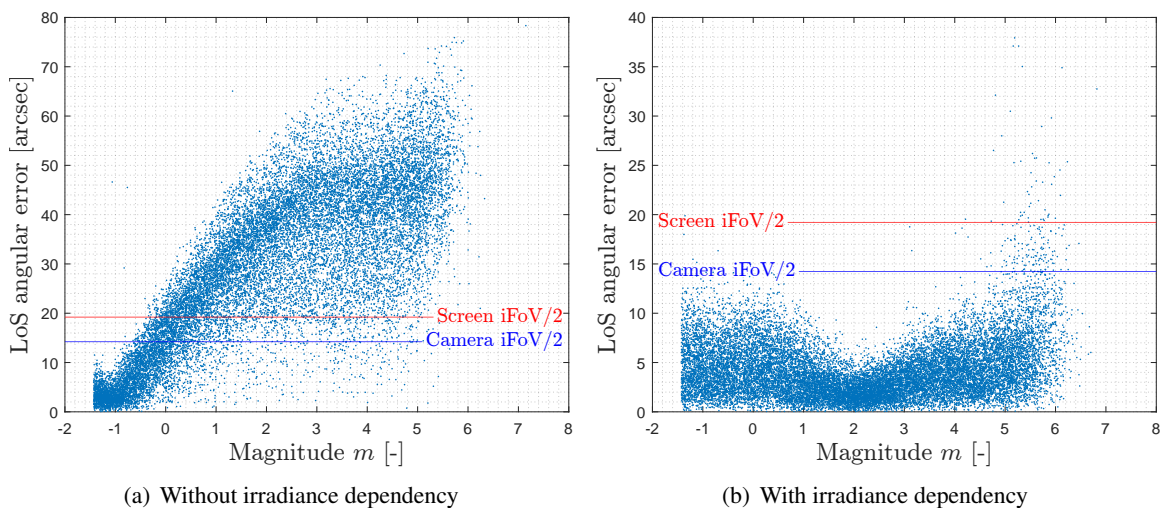 80
70
60
50
40
30
20
10
0
LoS angular error [arcsec]
Screen iFoV/2
Camera iFoV/2
-2 -1 0 1 2 3 4 5 6 7 8
Magnitude m [-]
(a) Without irradiance dependency
40
35
30
25
20
15
10
5
0
LoS angular error [arcsec]
Screen iFoV/2
Camera iFoV/2
-2 -1 0 1 2 3 4 5 6 7 8
Magnitude m [-]
(b) With irradiance dependency